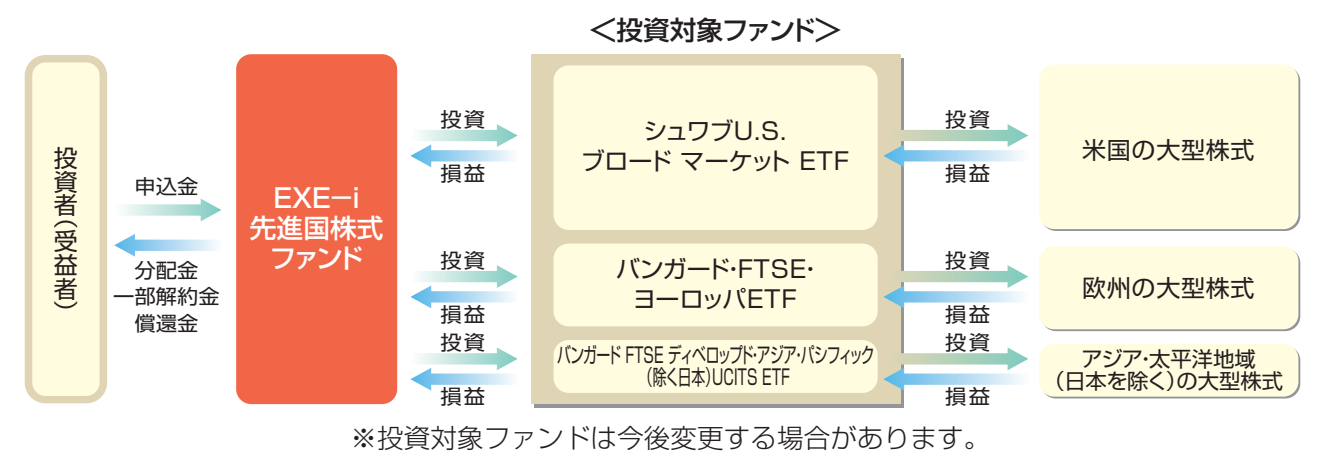 ＜投資対象ファンド＞
投資者（受益者）
申込金
分配金
一部解約金
償還金
EXE－i
先進国株式
ファンド
投資
損益
シュワブU.S.
ブロード マーケット ETF
投資
損益
米国の大型株式
投資
損益
バンガード・FTSE・
ヨーロッパETF
投資
損益
欧州の大型株式
投資
損益
バンガード FTSE ディベロップド・アジア・パシフィック
（除く日本）UCITS ETF
投資
損益
アジア・太平洋地域
（日本を除く）の大型株式
※投資対象ファンドは今後変更する場合があります。